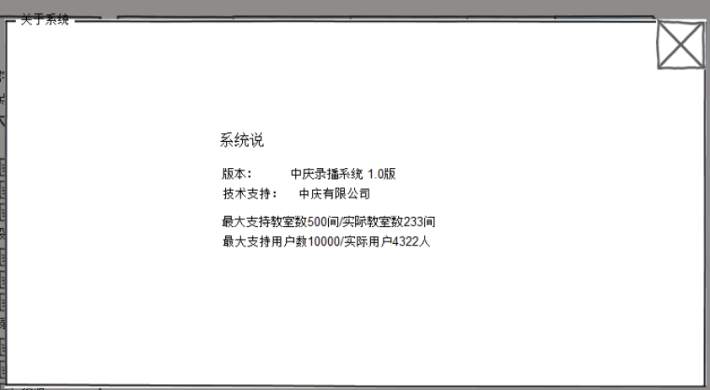 关于系统
系统说
版本： 中庆录播系统 1.0版
技术支持： 中庆有限公司
最大支持教室数500间/实际教室数233间
最大支持用户数10000/实际用户4322人